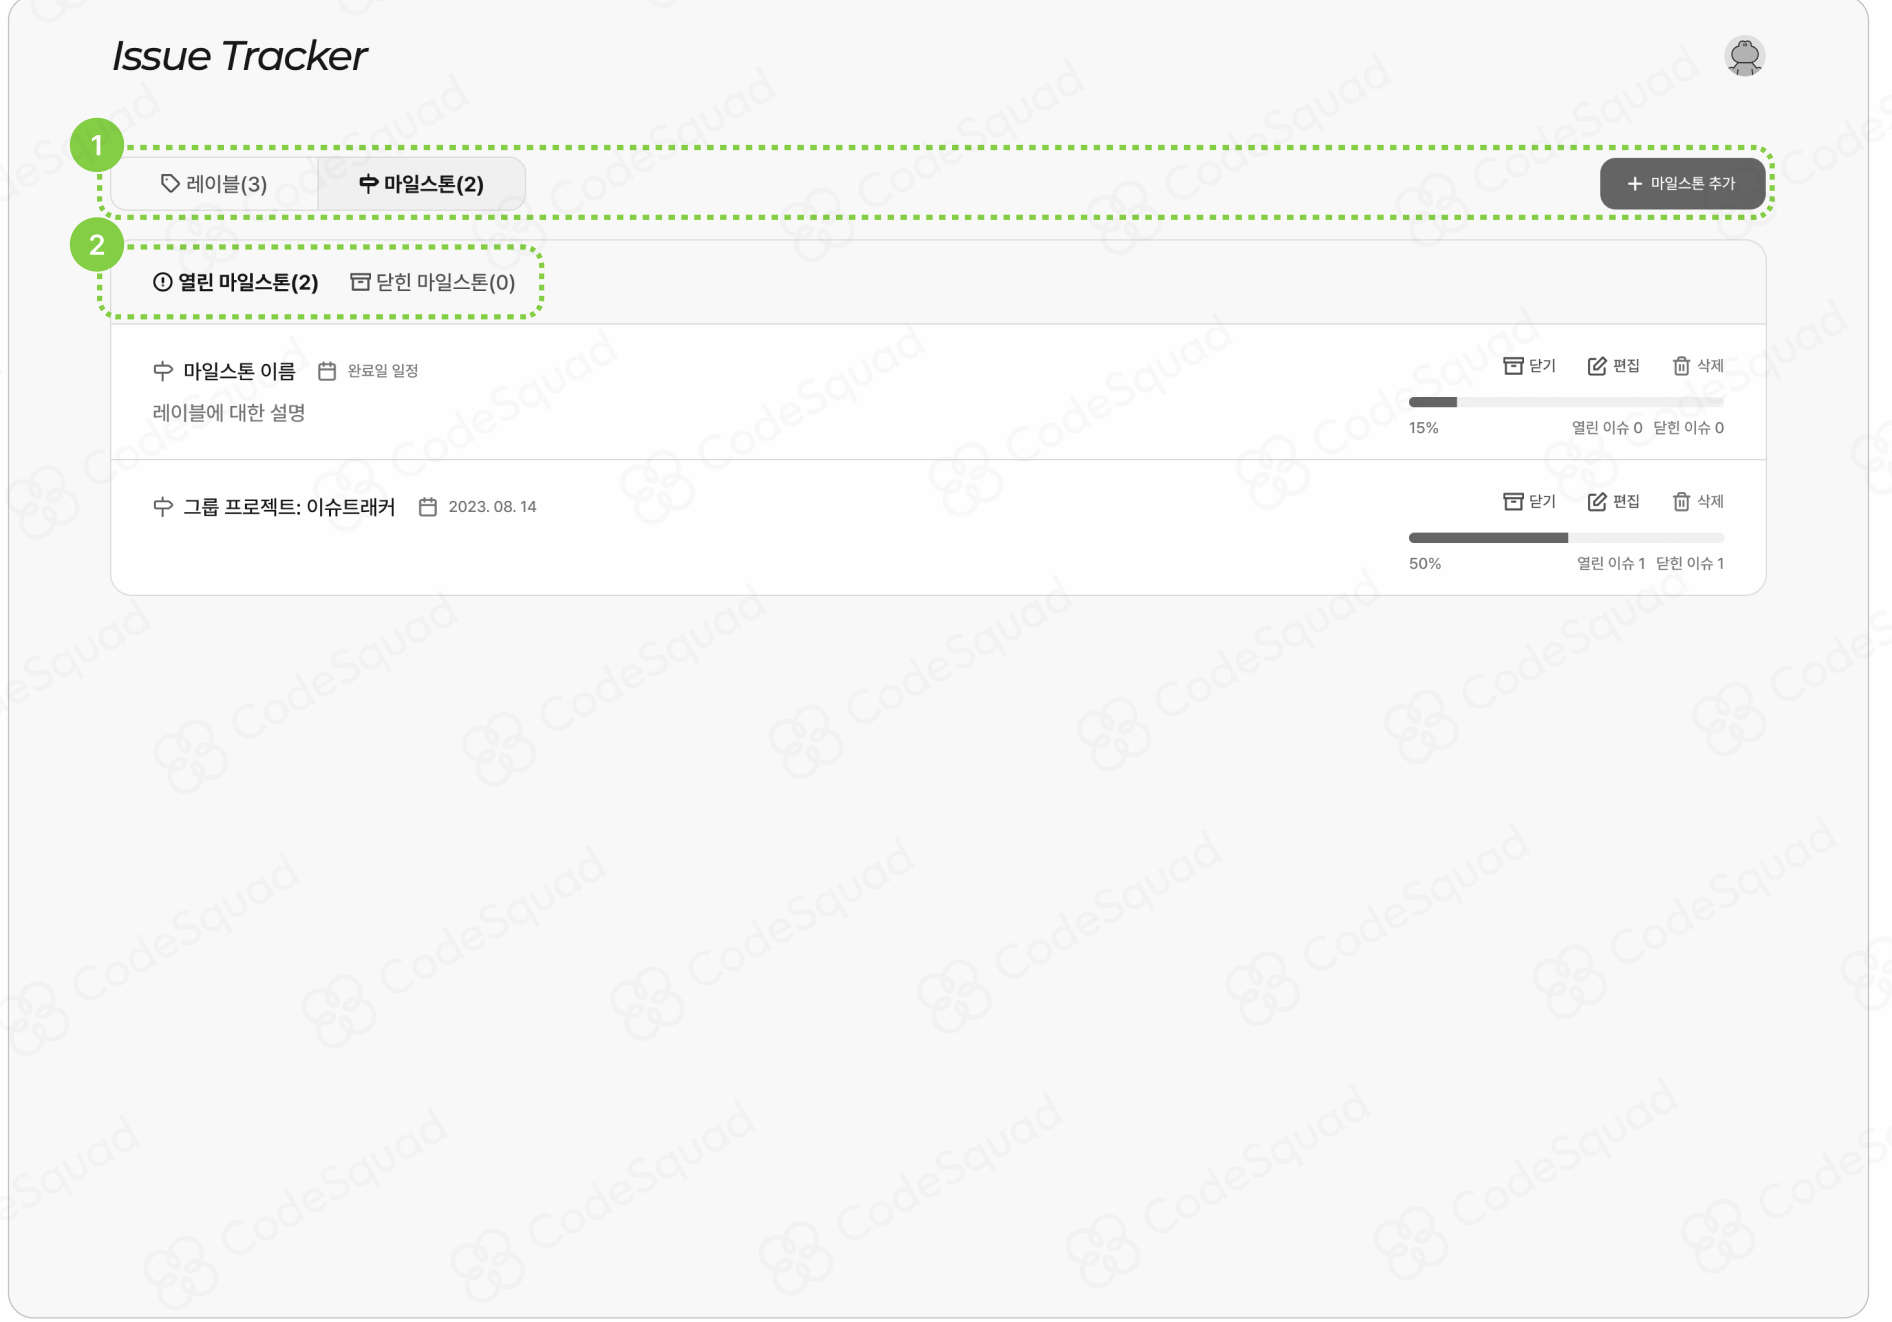 Issue Tracker
1
레이블(3) 마일스톤(2) + 마일스톤 추가
2
열린 마일스톤(2) 닫힌 마일스톤(0)
마일스톤 이름 완료일 일정 닫기 편집 삭제
레이블에 대한 설명
15% 열린 이슈 0 닫힌 이슈 0
그룹 프로젝트: 이슈트래커 2023. 08. 14 닫기 편집 삭제
50% 열린 이슈 1 닫힌 이슈 1
CodeSquad